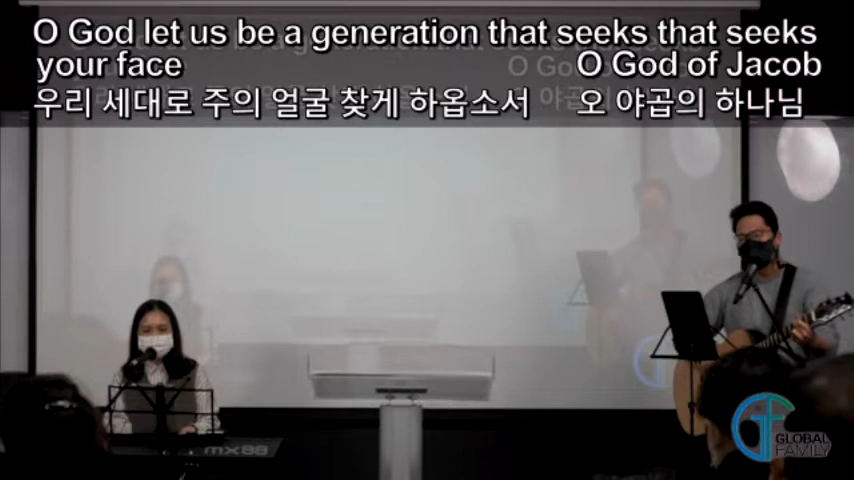 O God let us be a generation that seeks that seeks
your face
O God of Jacob
우리 세대로 주의 얼굴 찾게 하옵소서
오 야곱의 하나님
mx88
GF
GLOBAL
FAMILY